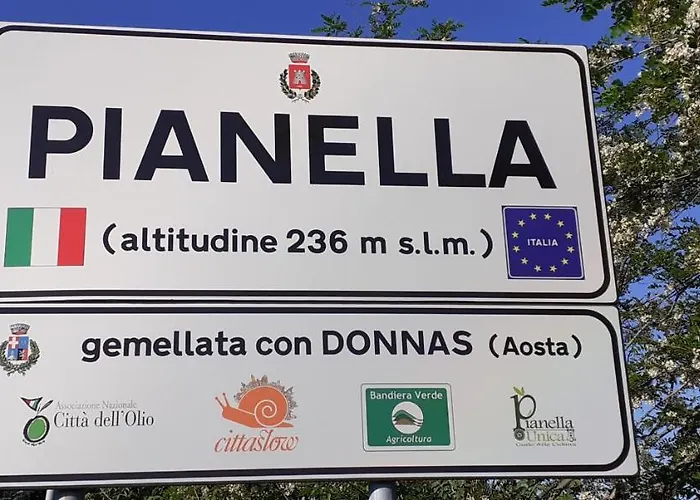 PIANELLA
(altitudine 236 m s.l.m.)
ITALIA
gemellata con DONNAS (Aosta)
Associazione Nazionale
Città dell'Olio
cittaslow
Bandiera Verde
Agricoltura
Pianella
Unica